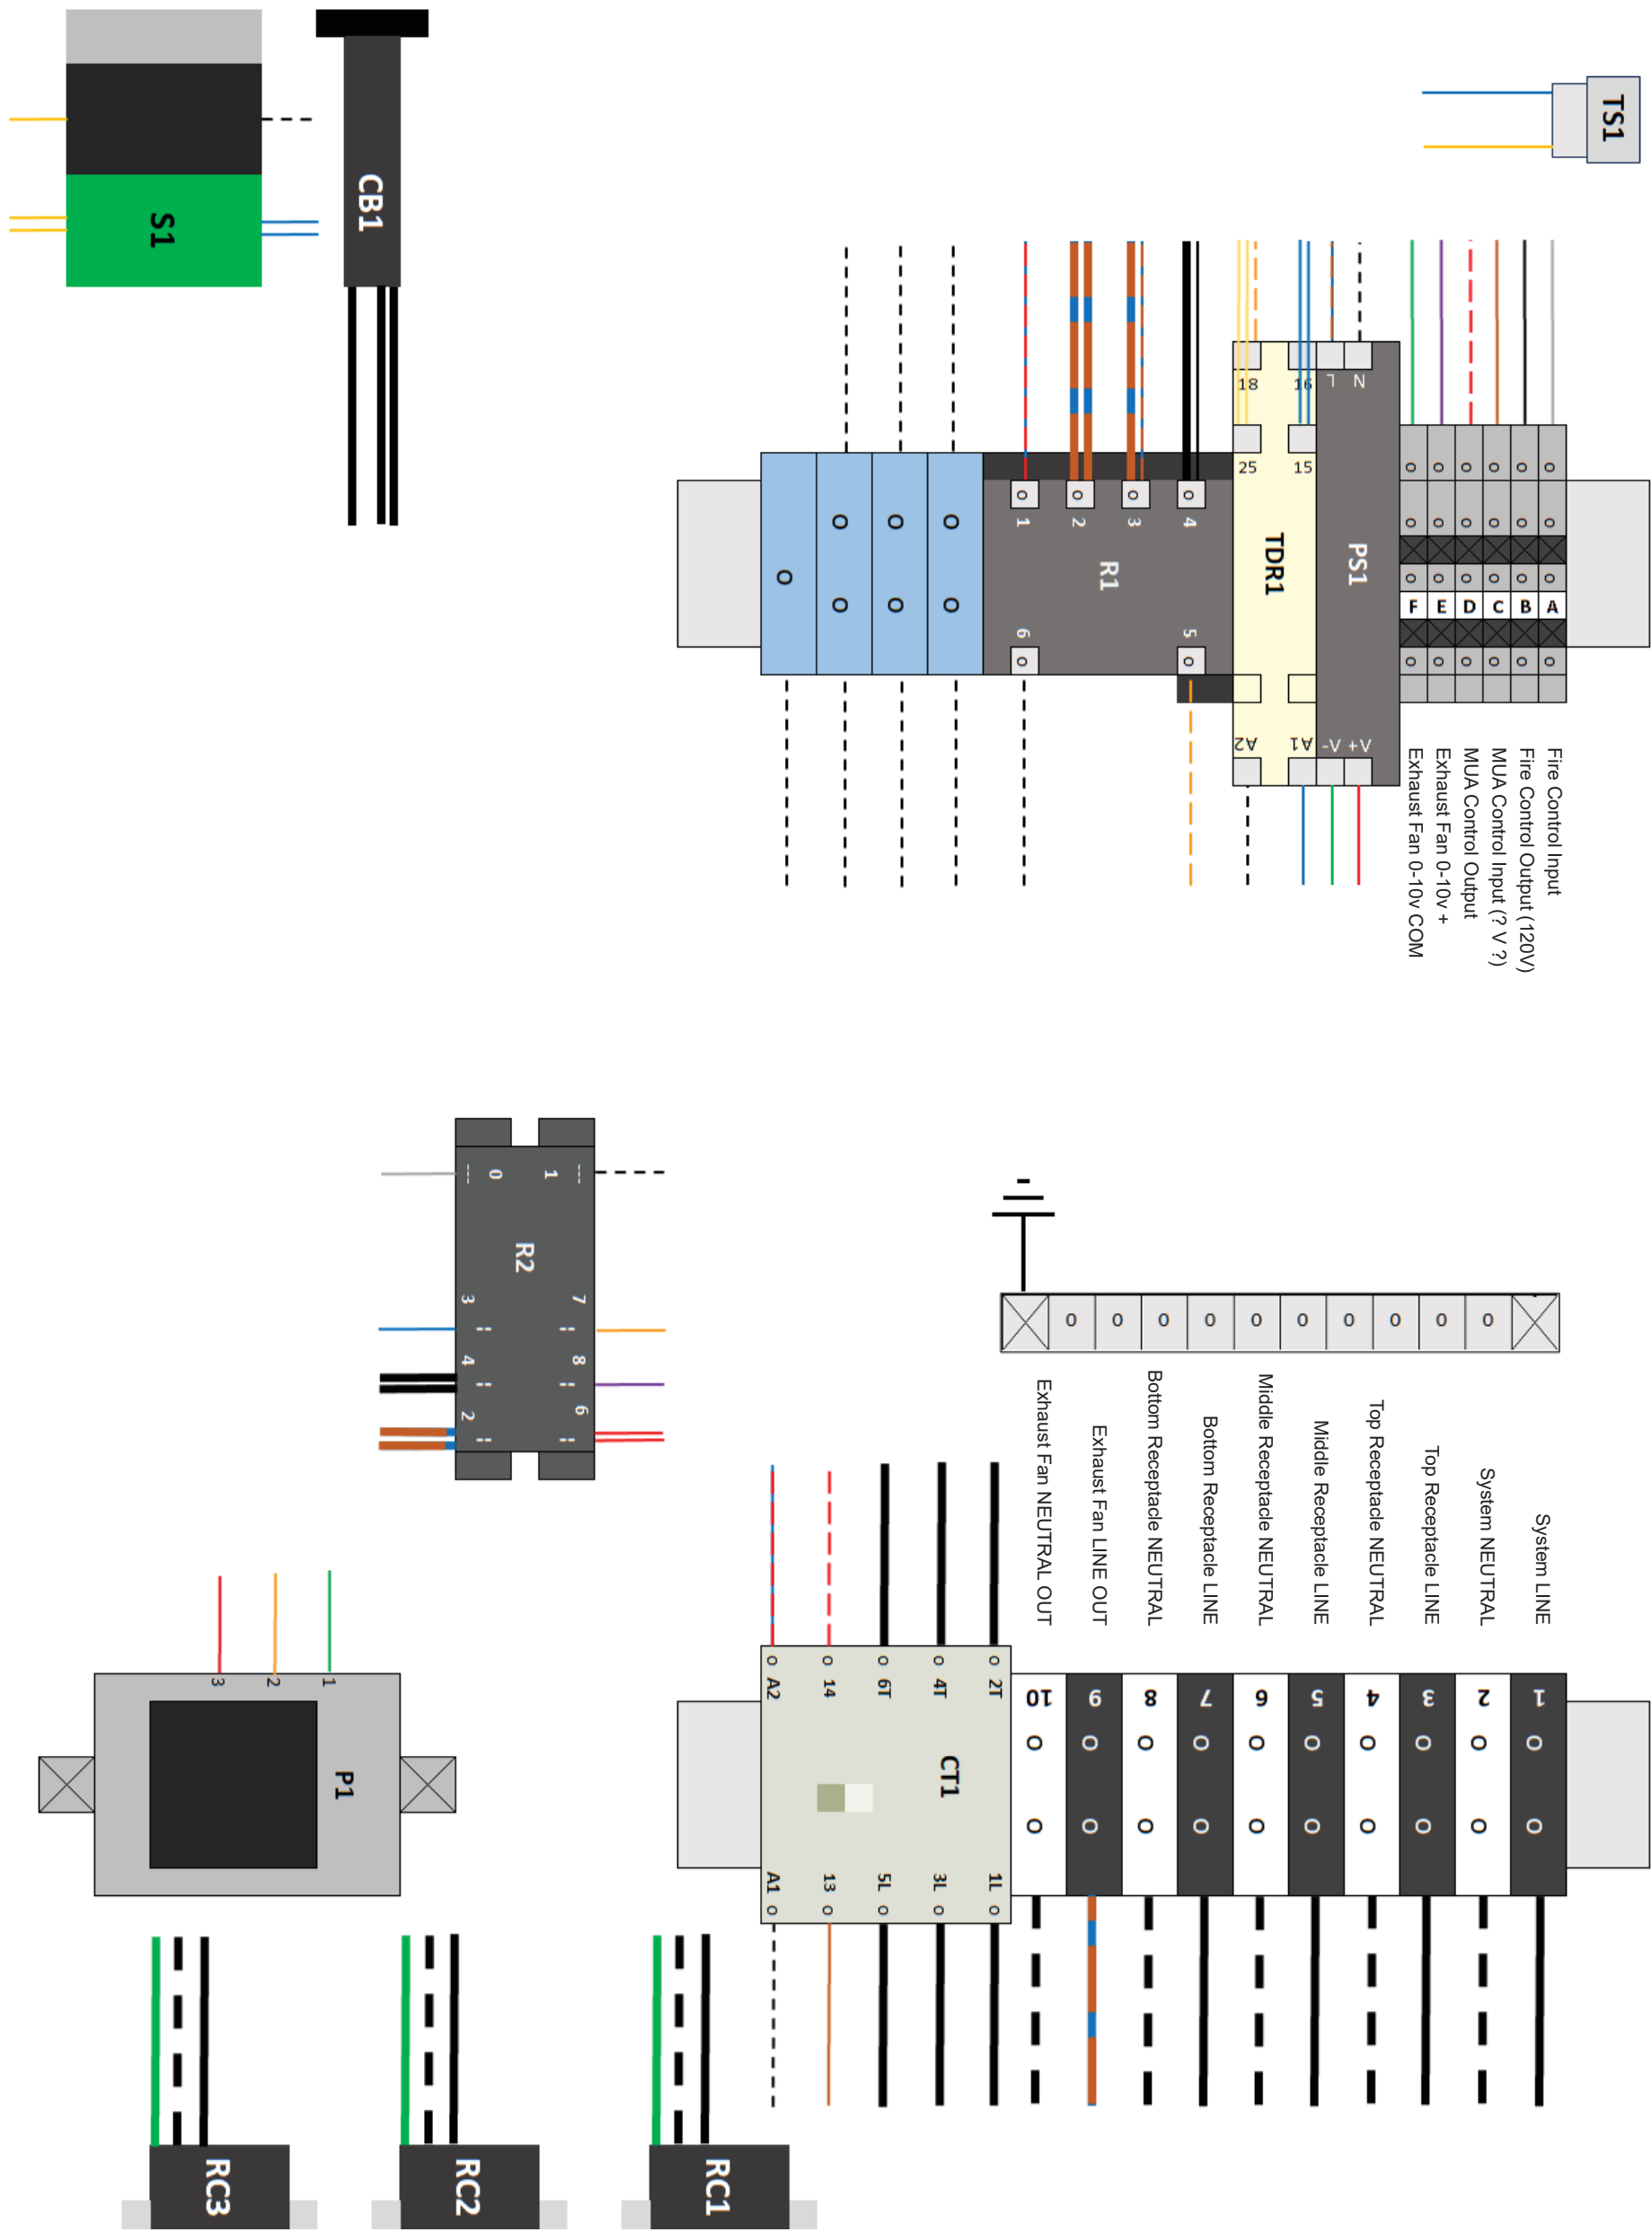 TS1
A
B
C
D
E
F
Fire Control Input
Fire Control Output (120V)
MUA Control Input (? V ?)
MUA Control Output
Exhaust Fan 0-10v +
Exhaust Fan 0-10v COM
N
L
PS1
V+
V-
16
15
18
25
TDR1
A1
A2
4
3
2
1
R1
5
6
System LINE
System NEUTRAL
Top Receptacle LINE
Top Receptacle NEUTRAL
Middle Receptacle LINE
Middle Receptacle NEUTRAL
Bottom Receptacle LINE
Bottom Receptacle NEUTRAL
Exhaust Fan LINE OUT
Exhaust Fan NEUTRAL OUT
1
2
3
4
5
6
7
8
9
10
2T
4T
6T
14
A2
CT1
1L
3L
5L
13
A1
CB1
S1
1
0
R2
7
8
6
3
4
2
1
2
3
P1
RC1
RC2
RC3